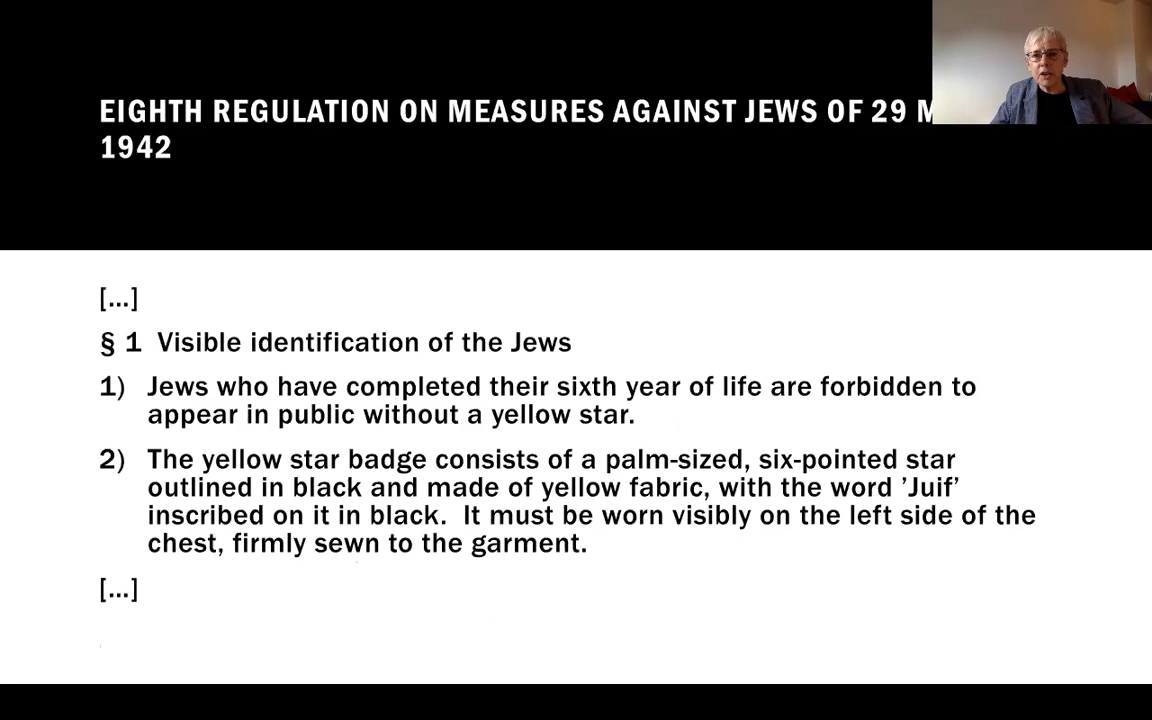 EIGHTH REGULATION ON MEASURES AGAINST JEWS OF 29
1942
[...]
§ 1 Visible identification of the Jews
1) Jews who have completed their sixth year of life are forbidden to
appear in public without a yellow star.
2) The yellow star badge consists of a palm-sized, six-pointed star
outlined in black and made of yellow fabric, with the word ’Juif’
inscribed on it in black. It must be worn visibly on the left side of the
chest, firmly sewn to the garment.
[...]